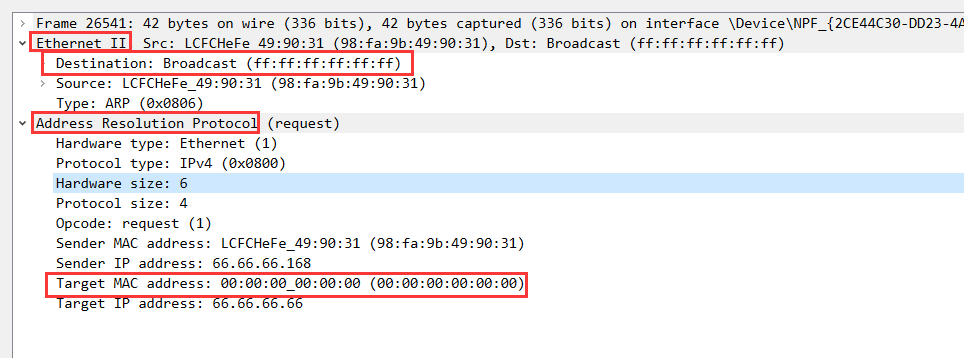 Frame 26541: 42 bytes on wire (336 bits), 42 bytes captured (336 bits) on interface \Device\NPF_{2CE44C30-DD23-4A
Ethernet II, Src: LCFCHeFe_49:90:31 (98:fa:9b:49:90:31), Dst: Broadcast (ff:ff:ff:ff:ff:ff)
Destination: Broadcast (ff:ff:ff:ff:ff:ff)
Source: LCFCHeFe_49:90:31 (98:fa:9b:49:90:31)
Type: ARP (0x0806)
Address Resolution Protocol (request)
Hardware type: Ethernet (1)
Protocol type: IPv4 (0x0800)
Hardware size: 6
Protocol size: 4
Opcode: request (1)
Sender MAC address: LCFCHeFe_49:90:31 (98:fa:9b:49:90:31)
Sender IP address: 66.66.66.168
Target MAC address: 00:00:00_00:00:00 (00:00:00:00:00:00)
Target IP address: 66.66.66.66